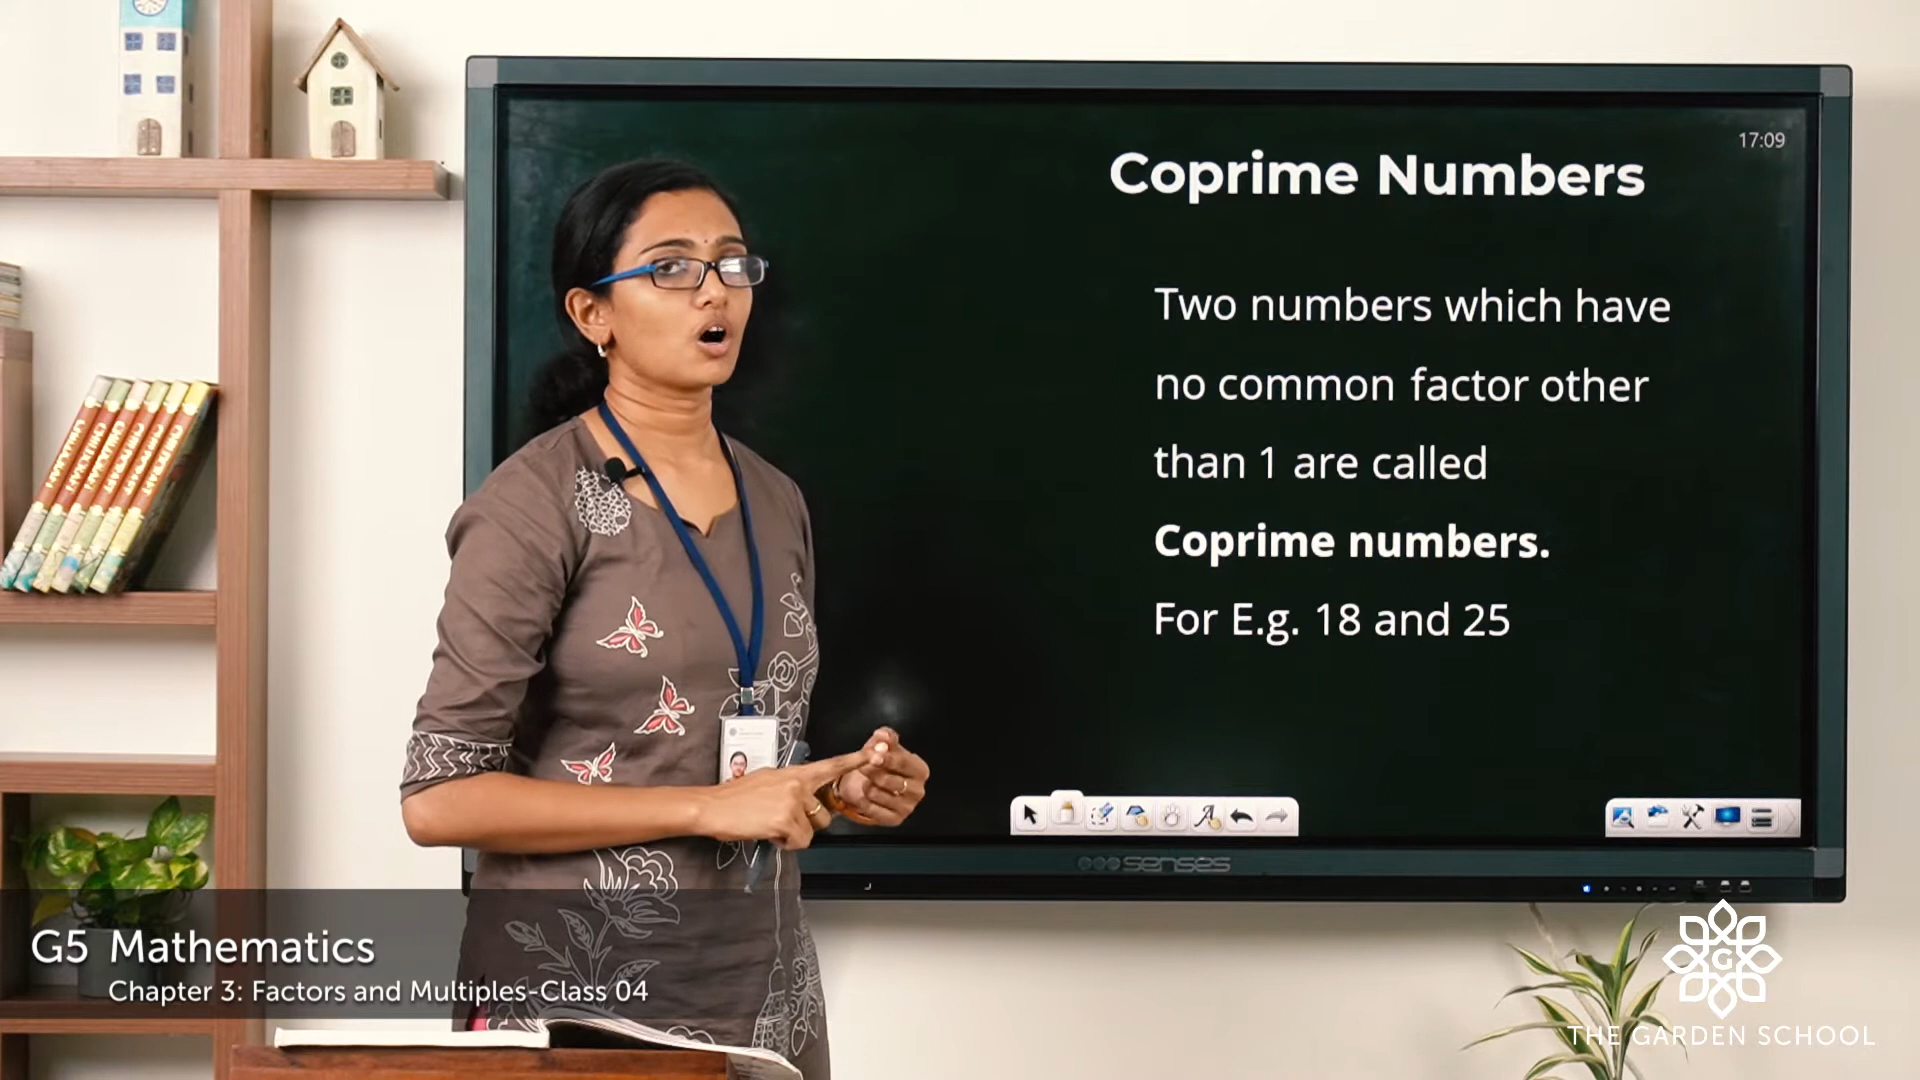 17:09
Coprime Numbers
Two numbers which have
no common factor other
than 1 are called
Coprime numbers.
For E.g. 18 and 25
senses
G5 Mathematics
Chapter 3: Factors and Multiples-Class 04
G
THE GARDEN SCHOOL